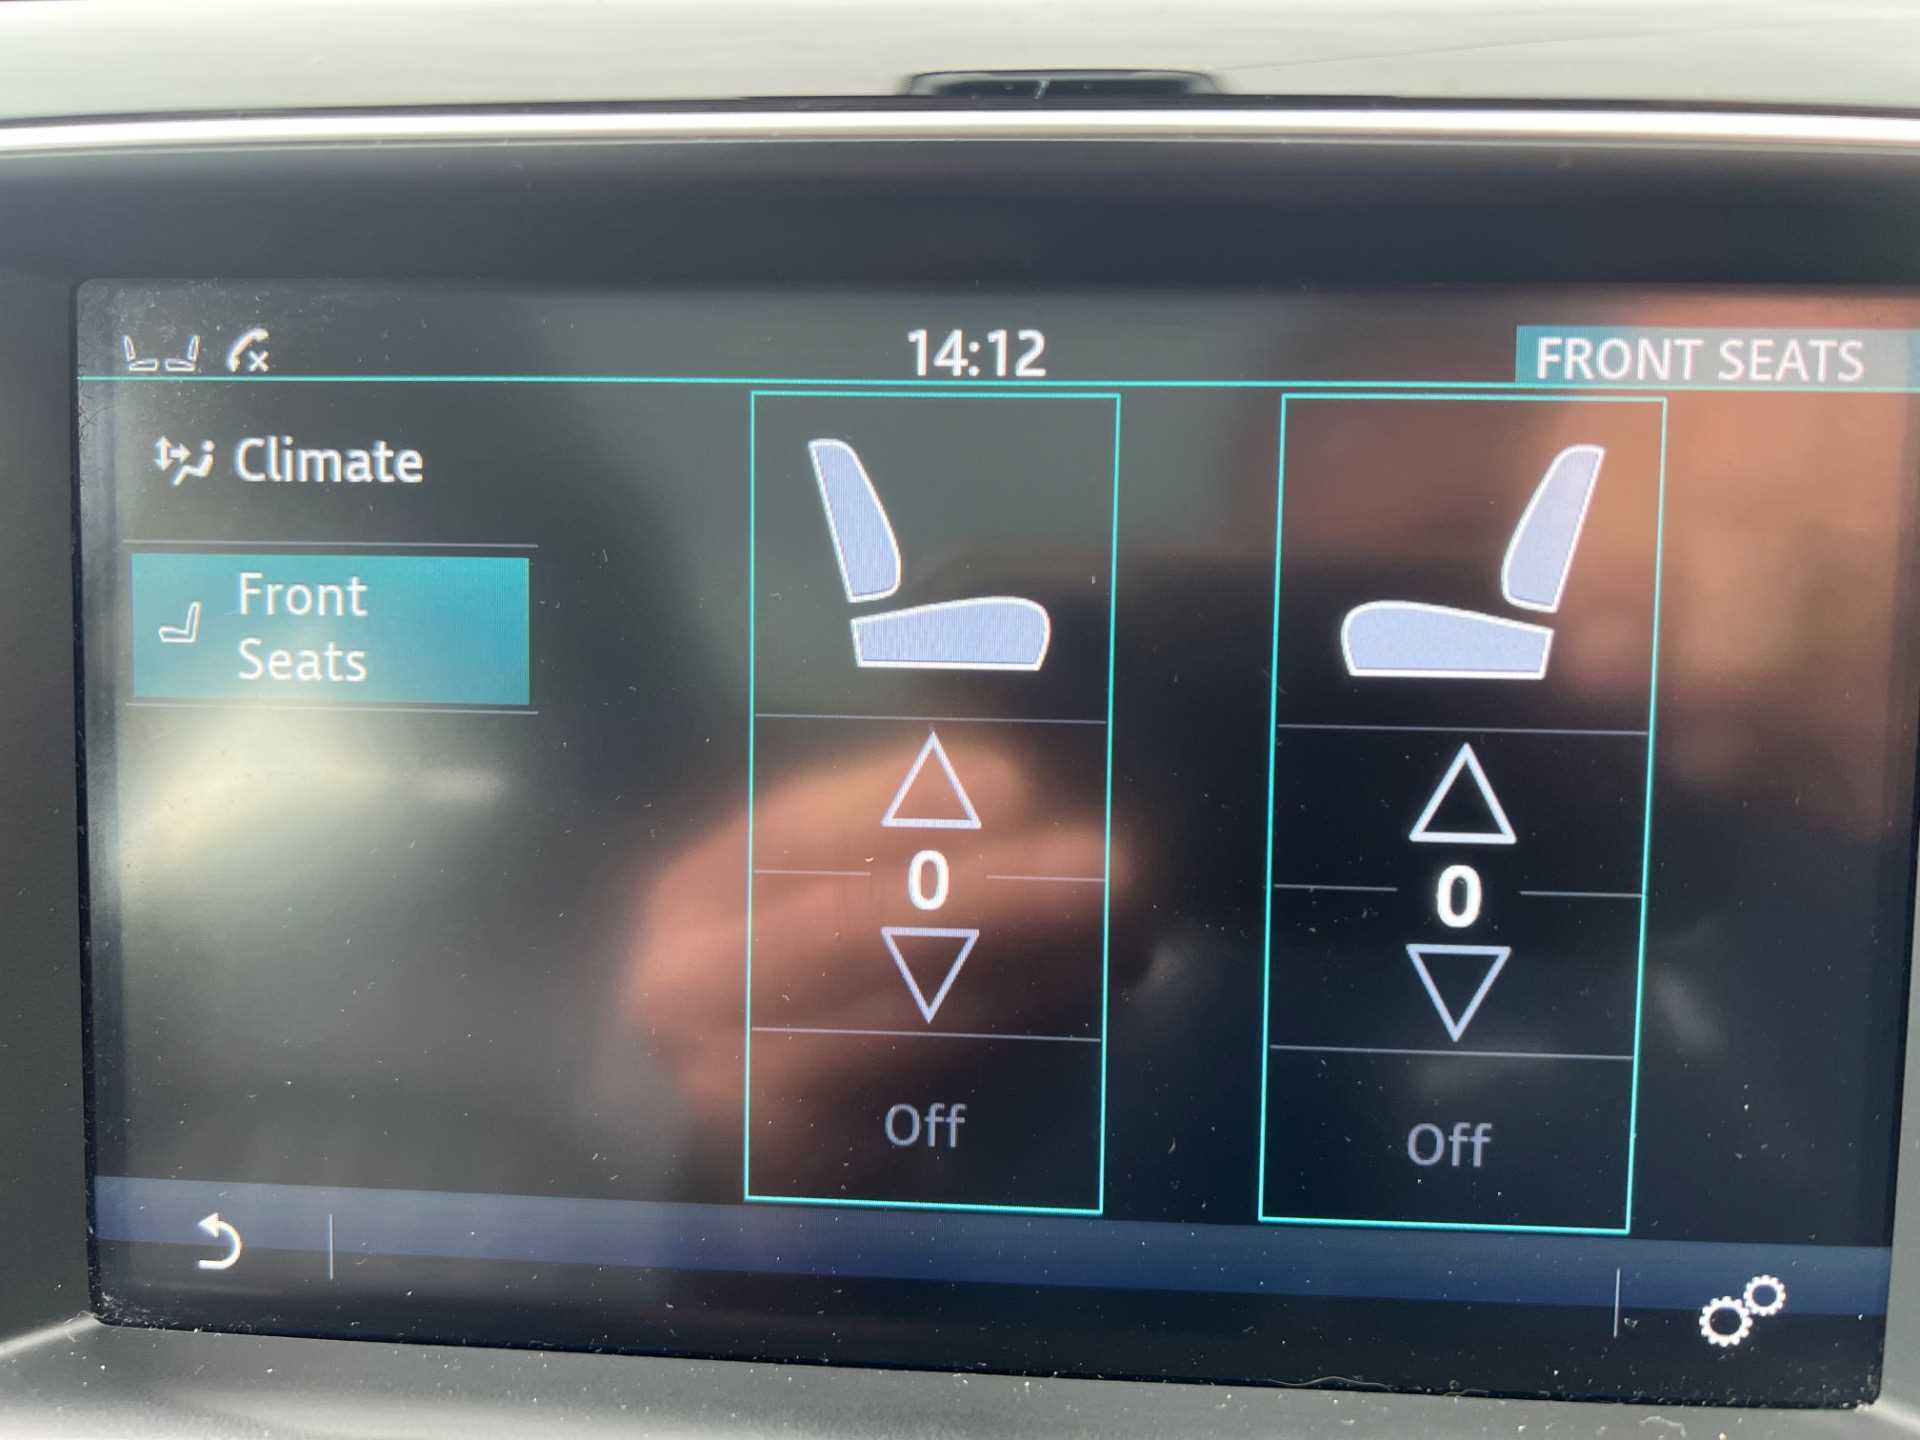 14:12
FRONT SEATS
Climate
Front
Seats
0
0
Off
Off